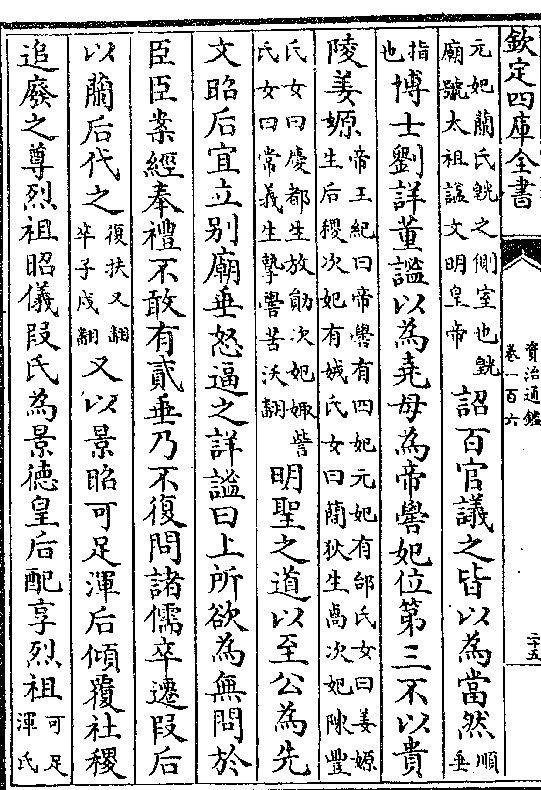 欽定四庫全書
資治通鑑
卷一百六
二十五
元妃蘭氏皝之側室也皝
廟號太祖諡文明皇帝
詔百官議之皆以為當然
順
垂
指
也
博士劉詳董謐以為堯母為帝嚳妃位第三不以貴
陵姜嫄
帝王紀曰帝嚳有四妃元妃有邰氏女曰姜嫄
生后稷次妃有娀氏女曰簡狄生卨次妃陳豐
氏女曰慶都生放勛次妃娵訾
氏女曰常義生摯嚳苦沃翻
明聖之道以至公為先
文昭后宜立别廟垂怒逼之詳謐曰上所欲為無問於
臣臣案經奉禮不敢有貳垂乃不復問諸儒卒遷段后
以蘭后代之
復扶又翻
卒子戍翻
又以景昭可足渾后傾覆社稷
追廢之尊烈祖昭儀段氏為景德皇后配享烈祖
可足
渾氏